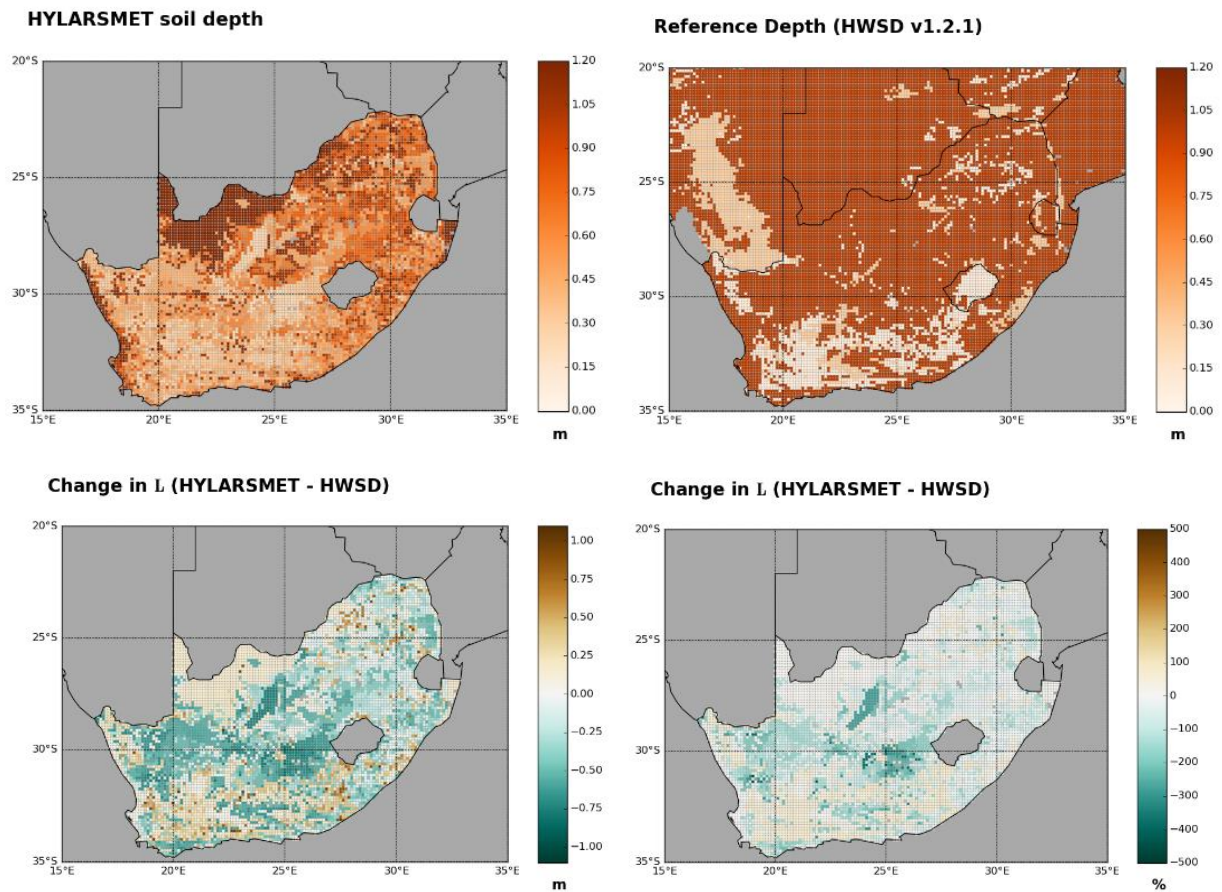 HYLARSMET soil depth
20°S
25°S
30°S
35°S
15°E 20°E 25°E 30°E 35°E
1.20
1.05
0.90
0.75
0.60
0.45
0.30
0.15
0.00
m
Reference Depth (HWSD v1.2.1)
20°S
25°S
30°S
35°S
15°E 20°E 25°E 30°E 35°E
1.20
1.05
0.90
0.75
0.60
0.45
0.30
0.15
0.00
m
Change in L (HYLARSMET - HWSD)
20°S
25°S
30°S
35°S
15°E 20°E 25°E 30°E 35°E
1.00
0.75
0.50
0.25
0.00
−0.25
−0.50
−0.75
−1.00
m
Change in L (HYLARSMET - HWSD)
20°S
25°S
30°S
35°S
15°E 20°E 25°E 30°E 35°E
500
400
300
200
100
0
−100
−200
−300
−400
−500
%